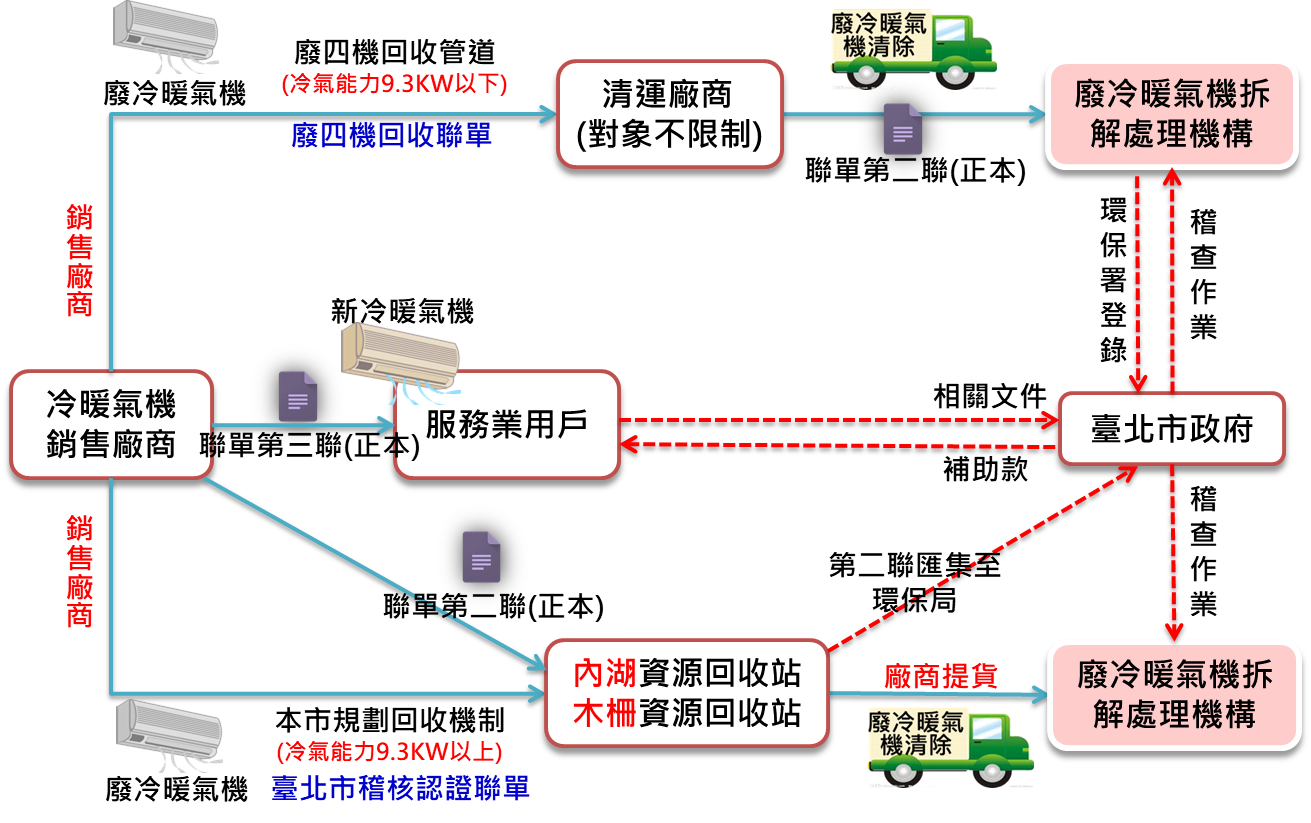 廢冷暖氣機
廢四機回收管道
(冷氣能力9.3KW以下)
廢四機回收聯單
清運廠商
(對象不限制)
廢冷暖氣
機清除
聯單第二聯(正本)
廢冷暖氣機拆
解處理機構
銷售廠商
環保署登錄
稽查作業
新冷暖氣機
冷暖氣機
銷售廠商
聯單第三聯(正本)
服務業用戶
相關文件
補助款
臺北市政府
銷售廠商
聯單第二聯(正本)
第二聯匯集至
環保局
稽查作業
內湖資源回收站
木柵資源回收站
廠商提貨
廢冷暖氣
機清除
廢冷暖氣機拆
解處理機構
廢冷暖氣機
本市規劃回收機制
(冷氣能力9.3KW以上)
臺北市稽核認證聯單